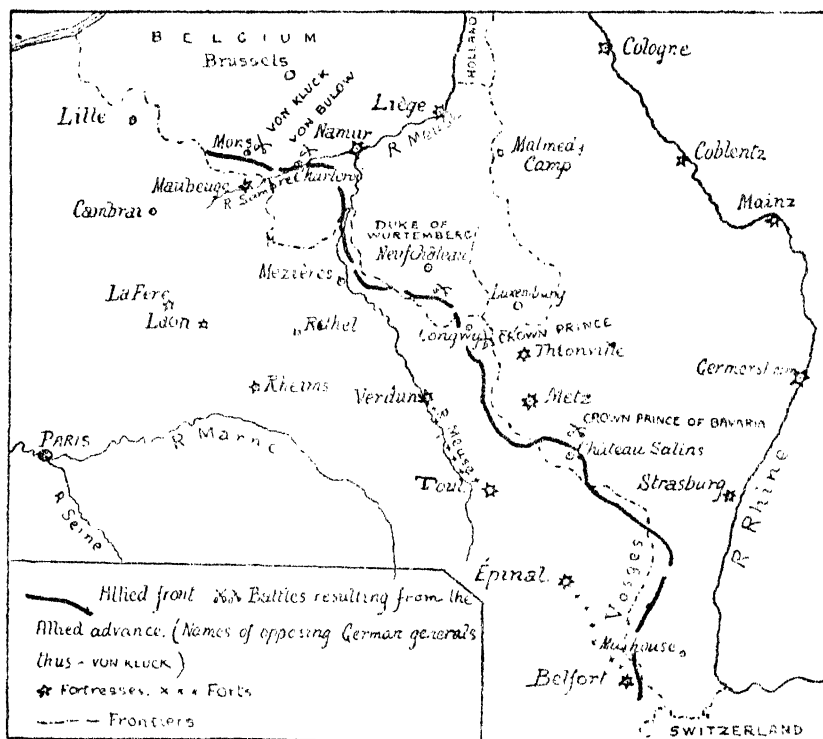 BELGIUM
Brussels
HOLLAND
Cologne
Lille
VON KLUCK
VON BULOW
Liège
Mons
Namur
R Meuse
Malmedy
Camp
Coblentz
Maubeuge
Charleroi
R Sambre
Cambrai
Mainz
DUKE OF
WURTEMBERG
Neufchâteau
Mezières
La Fère
Laon
Rethel
Luxemburg
Longwy
CROWN PRINCE
Thionville
Germersheim
Rheims
Verdun
Metz
CROWN PRINCE OF BAVARIA
Château Salins
PARIS
R Marne
R Meuse
Toul
Strasburg
R Seine
R Rhine
Épinal
Vosges
Mulhouse
Belfort
SWITZERLAND
Allied front Battles resulting from the
Allied advance. (Names of opposing German generals
thus - VON KLUCK)
Fortresses. × × × Forts
Frontiers